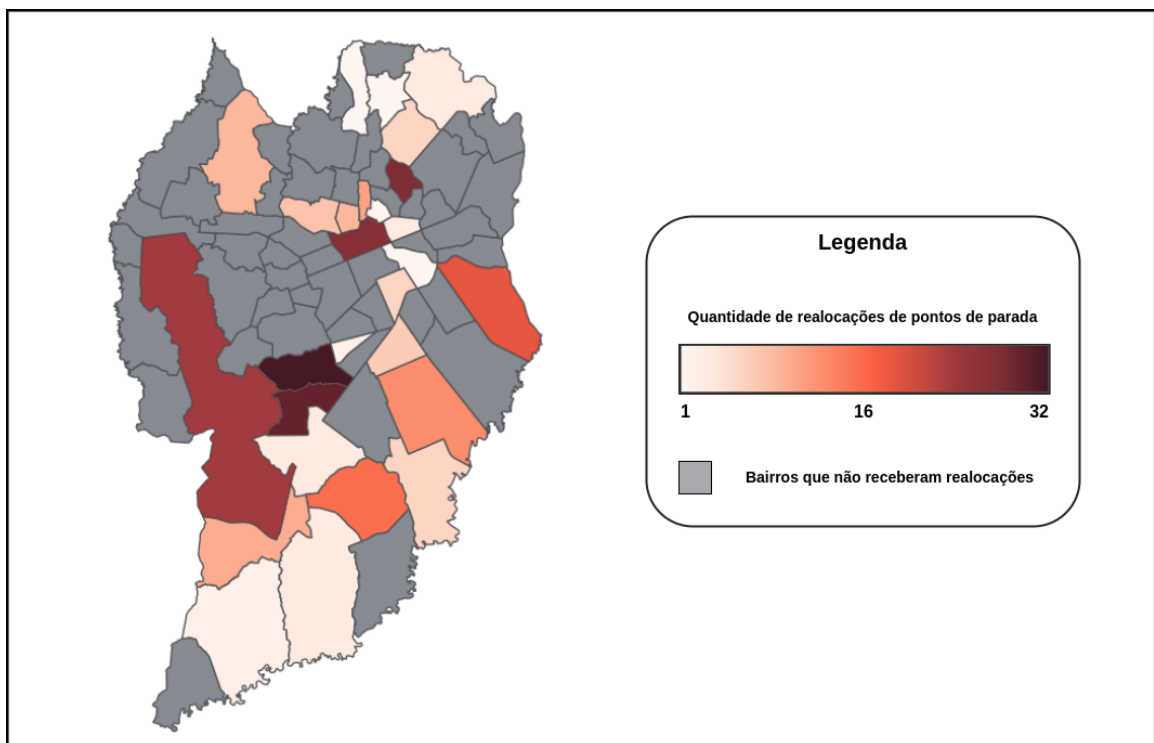 Legenda
Quantidade de realocações de pontos de parada
1 16 32
Bairros que não receberam realocações